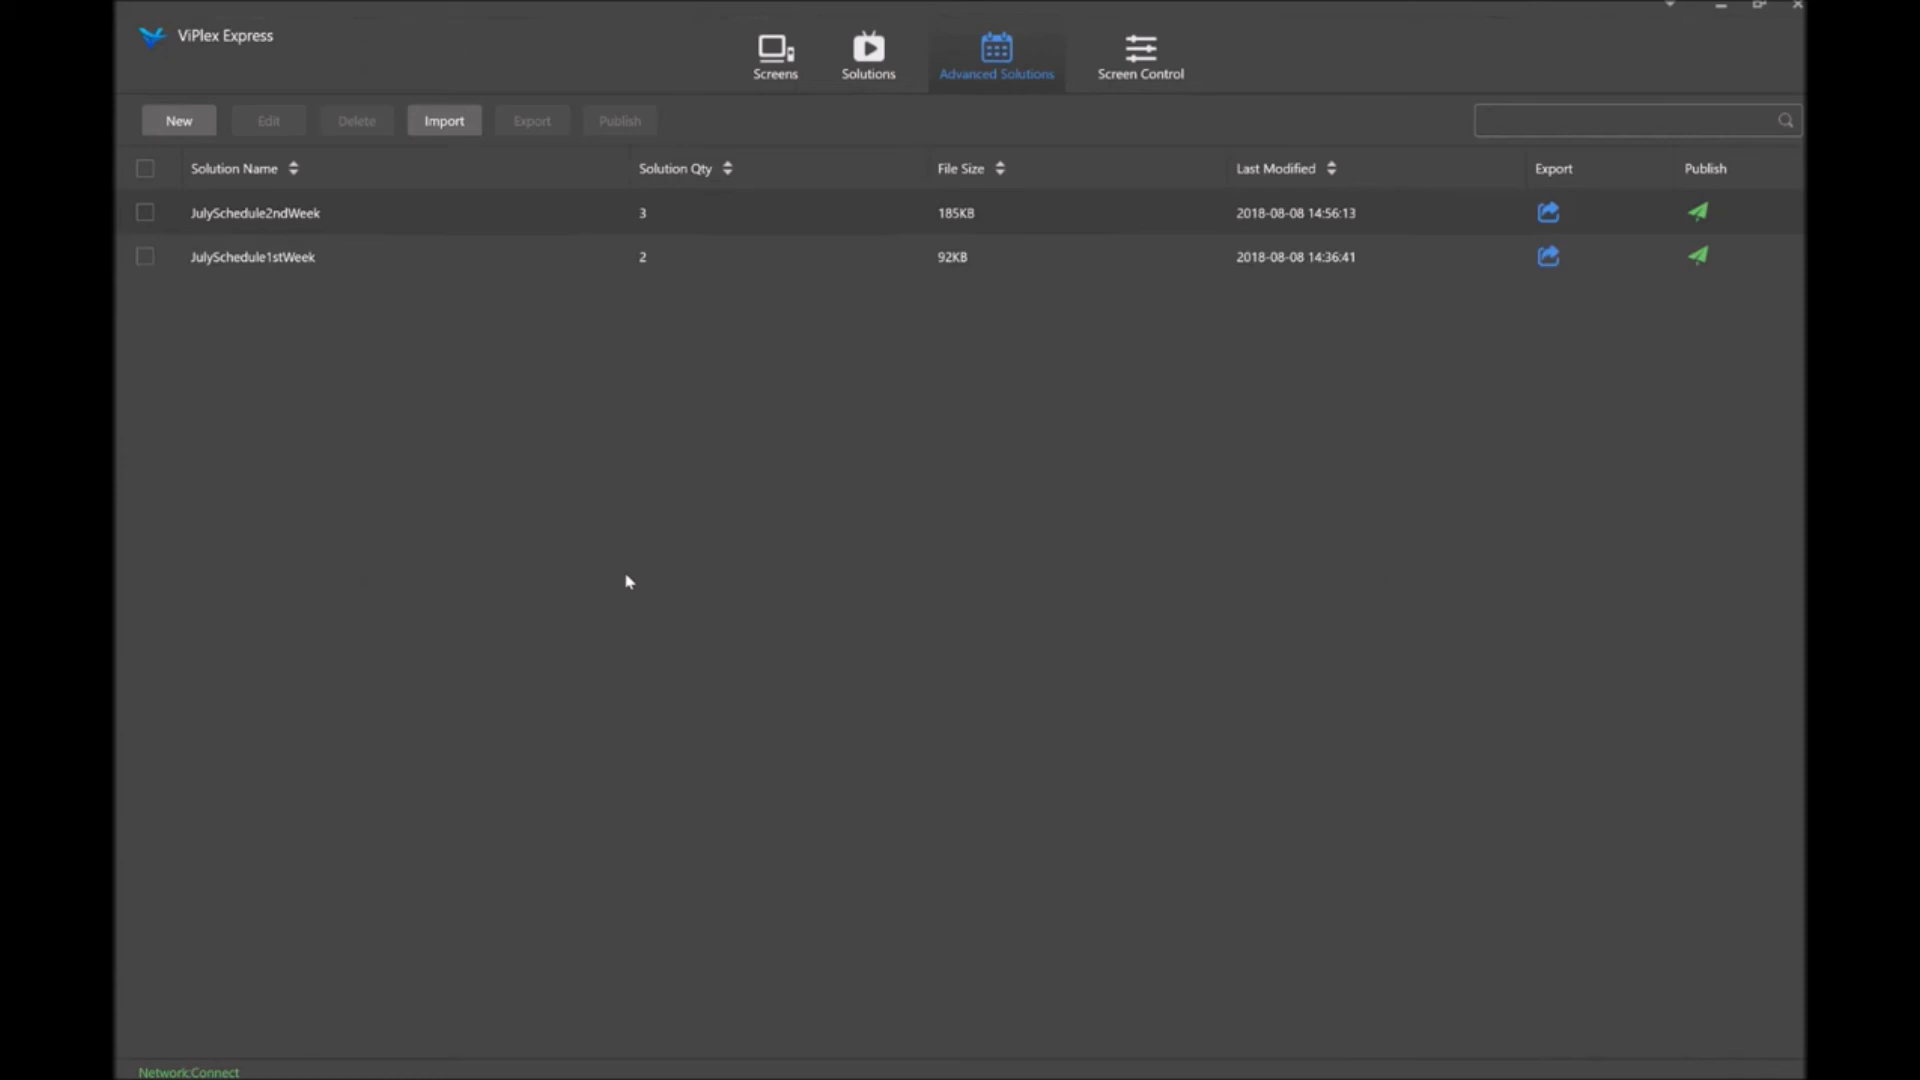 ViPlex Express
Screens
Solutions
Advanced Solutions
Screen Control
New
Edit
Delete
Import
Export
Publish
Solution Name
Solution Qty
File Size
Last Modified
Export
Publish
JulySchedule2ndWeek
3
185KB
2018-08-08 14:56:13
JulySchedule1stWeek
2
92KB
2018-08-08 14:36:41
Network:Connect